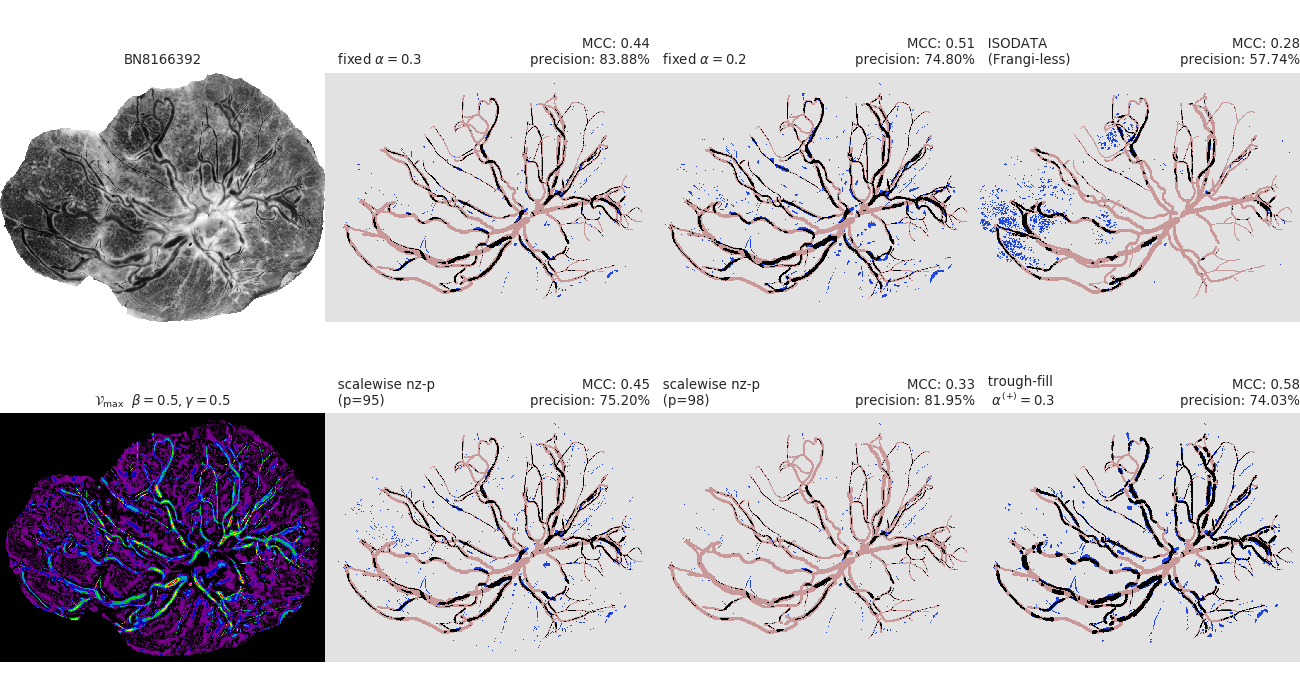 BN8166392
fixed α = 0.3
MCC: 0.44
precision: 83.88%
fixed α = 0.2
MCC: 0.51
precision: 74.80%
ISODATA
(Frangi-less)
MCC: 0.28
precision: 57.74%
𝒱max β = 0.5, γ = 0.5
scalewise nz-p
(p=95)
MCC: 0.45
precision: 75.20%
scalewise nz-p
(p=98)
MCC: 0.33
precision: 81.95%
trough-fill
α(+) = 0.3
MCC: 0.58
precision: 74.03%